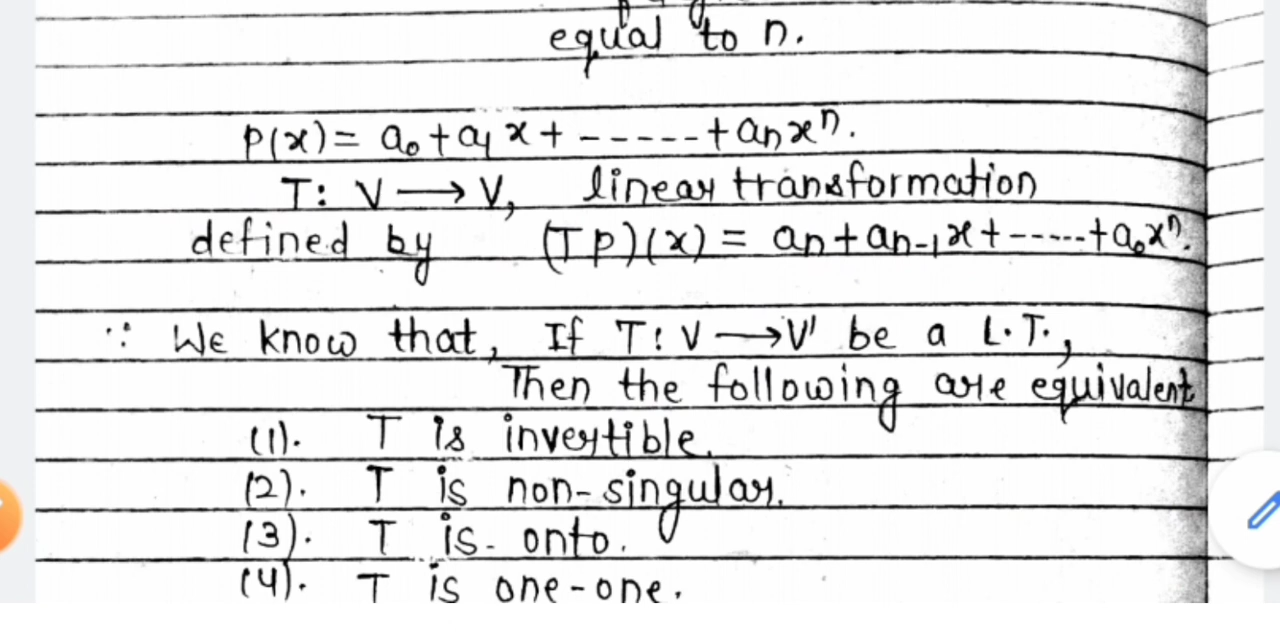 equal to n.
p(x) = a₀ + a₁ x + ------ + aₙxⁿ.
T: V ⟶ V, linear transformation
defined by (Tp)(x) = aₙ + aₙ₋₁x + ------ + a₀xⁿ.
∵ We know that, If T: V ⟶ V' be a L.T.,
Then the following are equivalent
(1). T is invertible.
(2). T is non-singular.
(3). T is onto.
(4). T is one-one.